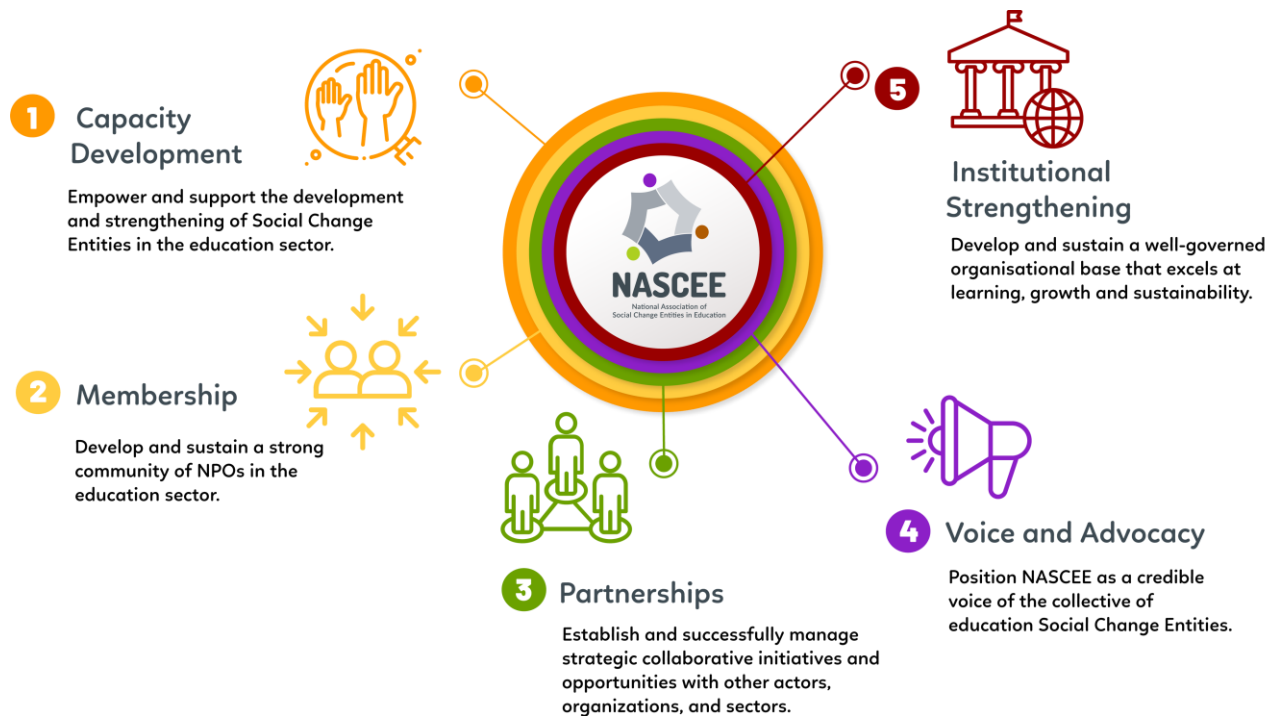 1
Capacity
Development
Empower and support the development
and strengthening of Social Change
Entities in the education sector.
2
Membership
Develop and sustain a strong
community of NPOs in the
education sector.
NASCEE
National Association of
Social Change Entities in Education
3
Partnerships
Establish and successfully manage
strategic collaborative initiatives and
opportunities with other actors,
organizations, and sectors.
4
Voice and Advocacy
Position NASCEE as a credible
voice of the collective of
education Social Change Entities.
5
Institutional
Strengthening
Develop and sustain a well-governed
organisational base that excels at
learning, growth and sustainability.